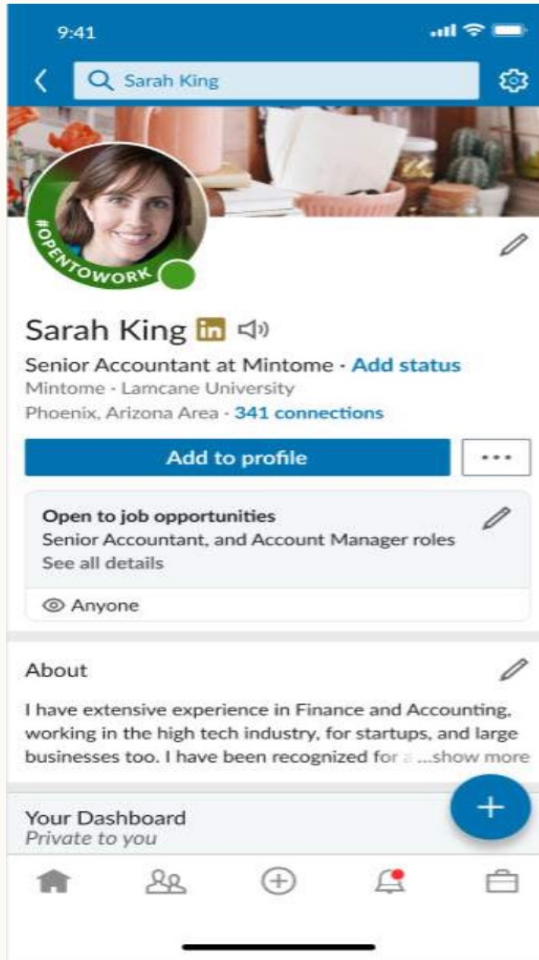 9:41
Sarah King
#OPENTOWORK
Sarah King in
Senior Accountant at Mintome · Add status
Mintome · Lamcane University
Phoenix, Arizona Area · 341 connections
Add to profile
Open to job opportunities
Senior Accountant, and Account Manager roles
See all details
Anyone
About
I have extensive experience in Finance and Accounting,
working in the high tech industry, for startups, and large
businesses too. I have been recognized for a ...show more
Your Dashboard
Private to you